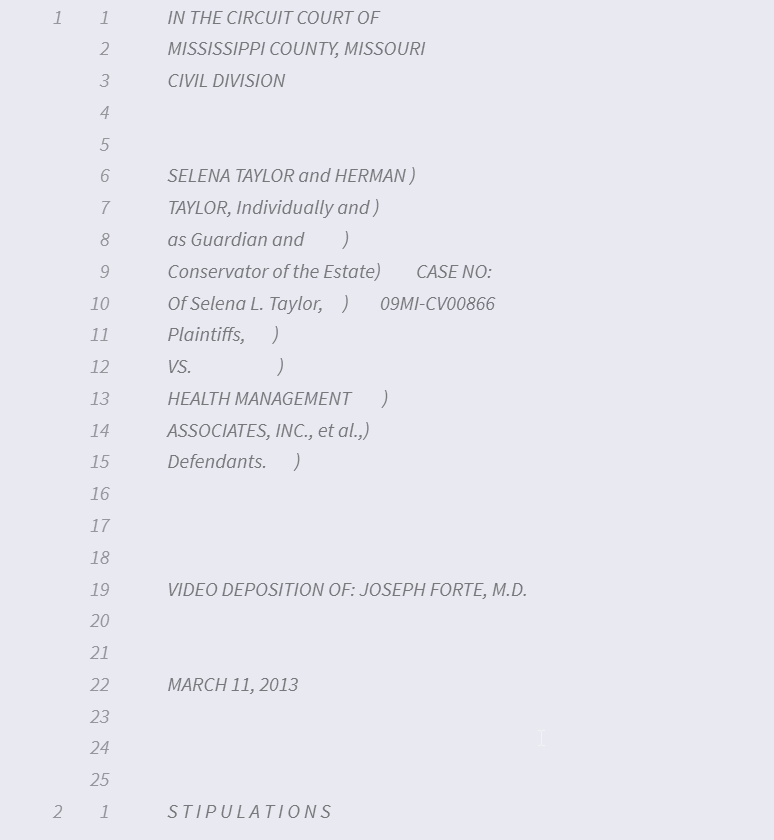 1 1 IN THE CIRCUIT COURT OF
2 MISSISSIPPI COUNTY, MISSOURI
3 CIVIL DIVISION
4
5
6 SELENA TAYLOR and HERMAN )
7 TAYLOR, Individually and )
8 as Guardian and )
9 Conservator of the Estate) CASE NO:
10 Of Selena L. Taylor, ) 09MI-CV00866
11 Plaintiffs, )
12 VS. )
13 HEALTH MANAGEMENT )
14 ASSOCIATES, INC., et al.,)
15 Defendants. )
16
17
18
19 VIDEO DEPOSITION OF: JOSEPH FORTE, M.D.
20
21
22 MARCH 11, 2013
23
24
25
2 1 S T I P U L A T I O N S